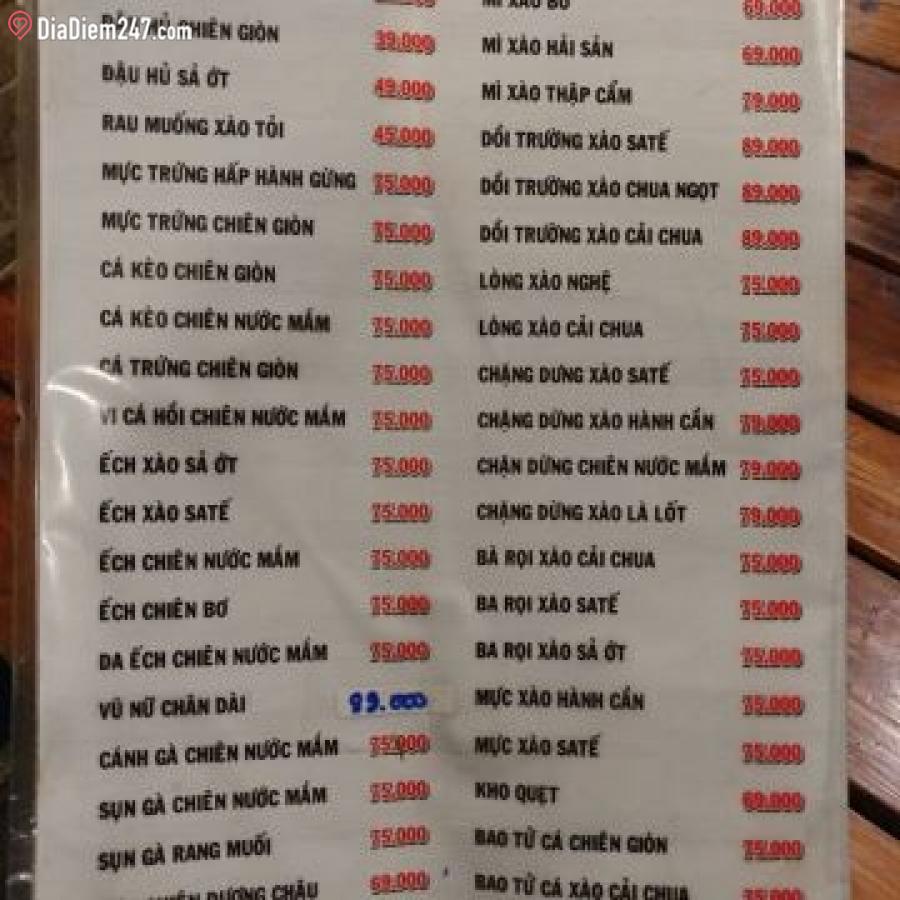 DiaDiem247.com
CHIÊN GIÒN 39.000
ĐẬU HỦ SẢ ỚT 49.000
RAU MUỐNG XÀO TỎI 45.000
MỰC TRỨNG HẤP HÀNH GỪNG 75.000
MỰC TRỨNG CHIÊN GIÒN 75.000
CÁ KÈO CHIÊN GIÒN 75.000
CÁ KÈO CHIÊN NƯỚC MẮM 75.000
CÁ TRỨNG CHIÊN GIÒN 75.000
VI CÁ HỒI CHIÊN NƯỚC MẮM 75.000
ẾCH XÀO SẢ ỚT 75.000
ẾCH XÀO SATẾ 75.000
ẾCH CHIÊN NƯỚC MẮM 75.000
ẾCH CHIÊN BƠ 75.000
DA ẾCH CHIÊN NƯỚC MẮM 75.000
VŨ NỮ CHÂN DÀI 99.000
CÁNH GÀ CHIÊN NƯỚC MẮM 75.000
SỤN GÀ CHIÊN NƯỚC MẮM 75.000
SỤN GÀ RANG MUỐI 75.000
DƯƠNG CHÂU 69.000
MÌ XÀO BÒ 69.000
MÌ XÀO HẢI SẢN 69.000
MÌ XÀO THẬP CẨM 79.000
DỒI TRƯỜNG XÀO SATẾ 89.000
DỒI TRƯỜNG XÀO CHUA NGỌT 89.000
DỒI TRƯỜNG XÀO CẢI CHUA 89.000
LÒNG XÀO NGHỆ 75.000
LÒNG XÀO CẢI CHUA 75.000
CHẶNG DƯNG XÀO SATẾ 75.000
CHẶNG DỪNG XÀO HÀNH CẦN 79.000
CHẶN DỪNG CHIÊN NƯỚC MẮM 79.000
CHẶNG DỪNG XÀO LÀ LỐT 79.000
BÀ RỌI XÀO CẢI CHUA 75.000
BA RỌI XÀO SATẾ 75.000
BA RỌI XÀO SẢ ỚT 75.000
MỰC XÀO HÀNH CẦN 75.000
MỰC XÀO SATẾ 75.000
KHO QUẸT 69.000
BAO TỬ CÁ CHIÊN GIÒN 75.000
BAO TỬ CÁ XÀO CẢI CHUA 75.000